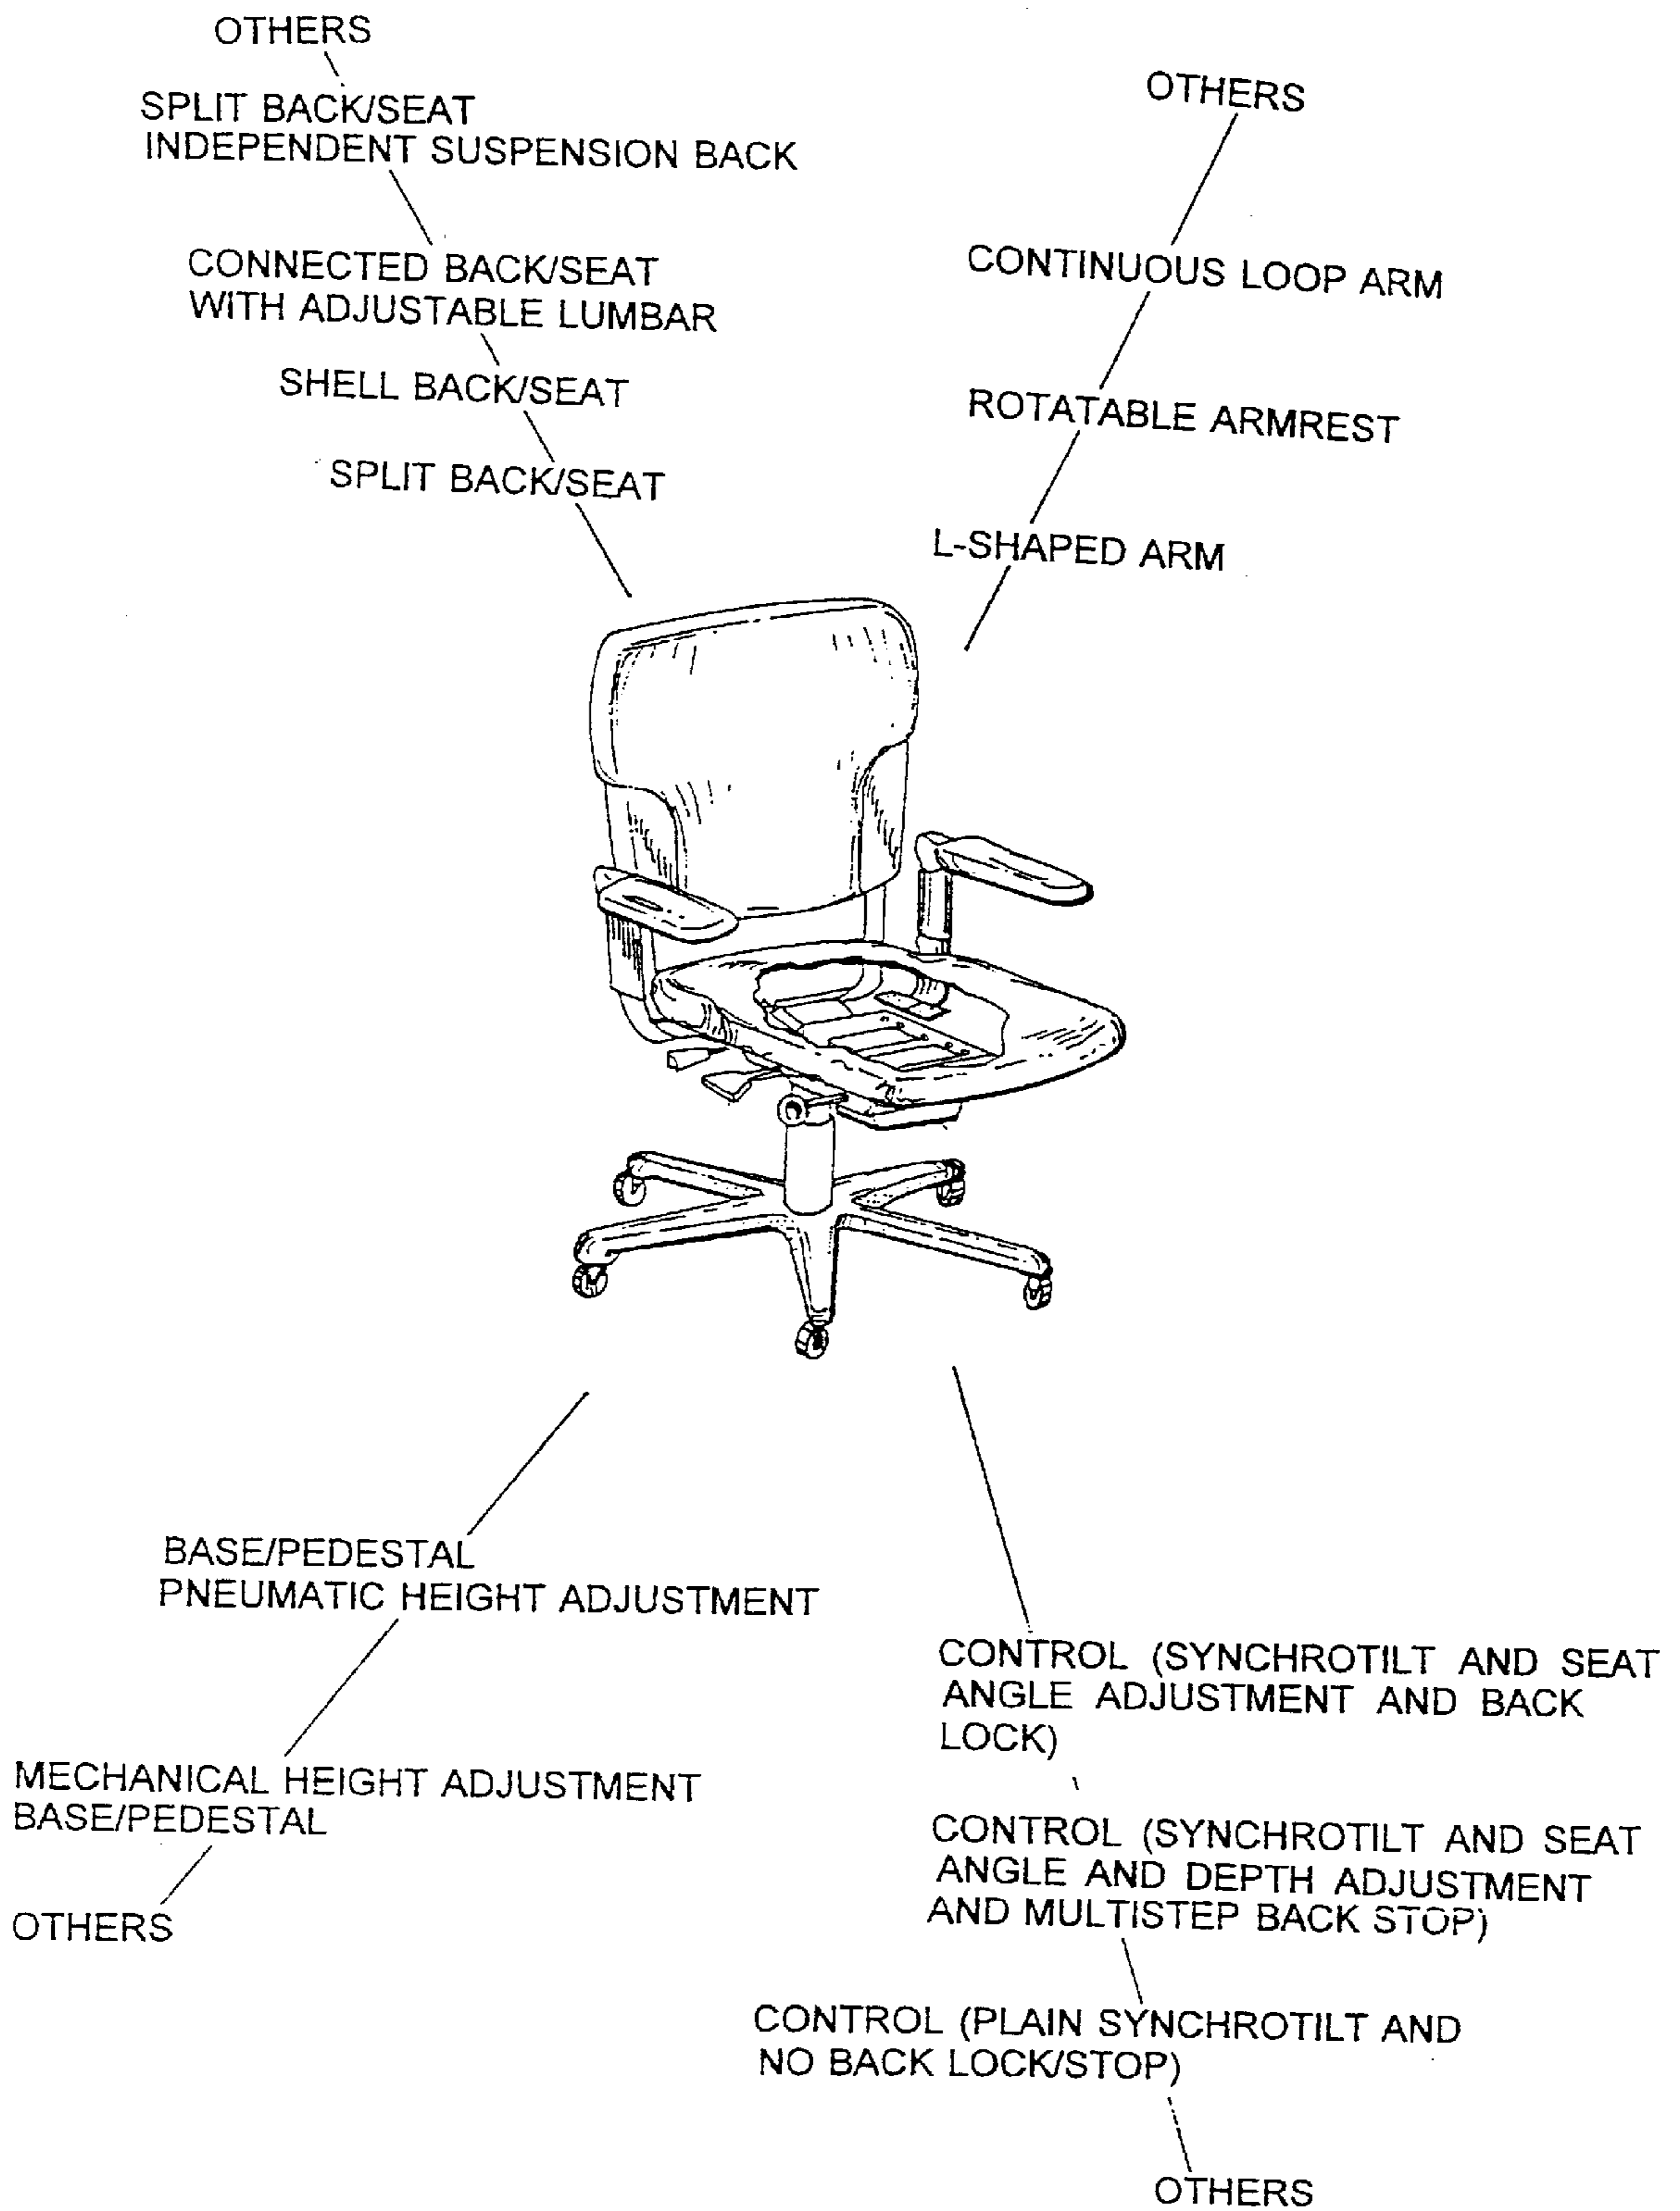 OTHERS
SPLIT BACK/SEAT
INDEPENDENT SUSPENSION BACK
CONNECTED BACK/SEAT
WITH ADJUSTABLE LUMBAR
SHELL BACK/SEAT
SPLIT BACK/SEAT
OTHERS
CONTINUOUS LOOP ARM
ROTATABLE ARMREST
L-SHAPED ARM
BASE/PEDESTAL
PNEUMATIC HEIGHT ADJUSTMENT
MECHANICAL HEIGHT ADJUSTMENT
BASE/PEDESTAL
OTHERS
CONTROL (SYNCHROTILT AND SEAT
ANGLE ADJUSTMENT AND BACK
LOCK)
CONTROL (SYNCHROTILT AND SEAT
ANGLE AND DEPTH ADJUSTMENT
AND MULTISTEP BACK STOP)
CONTROL (PLAIN SYNCHROTILT AND
NO BACK LOCK/STOP)
OTHERS